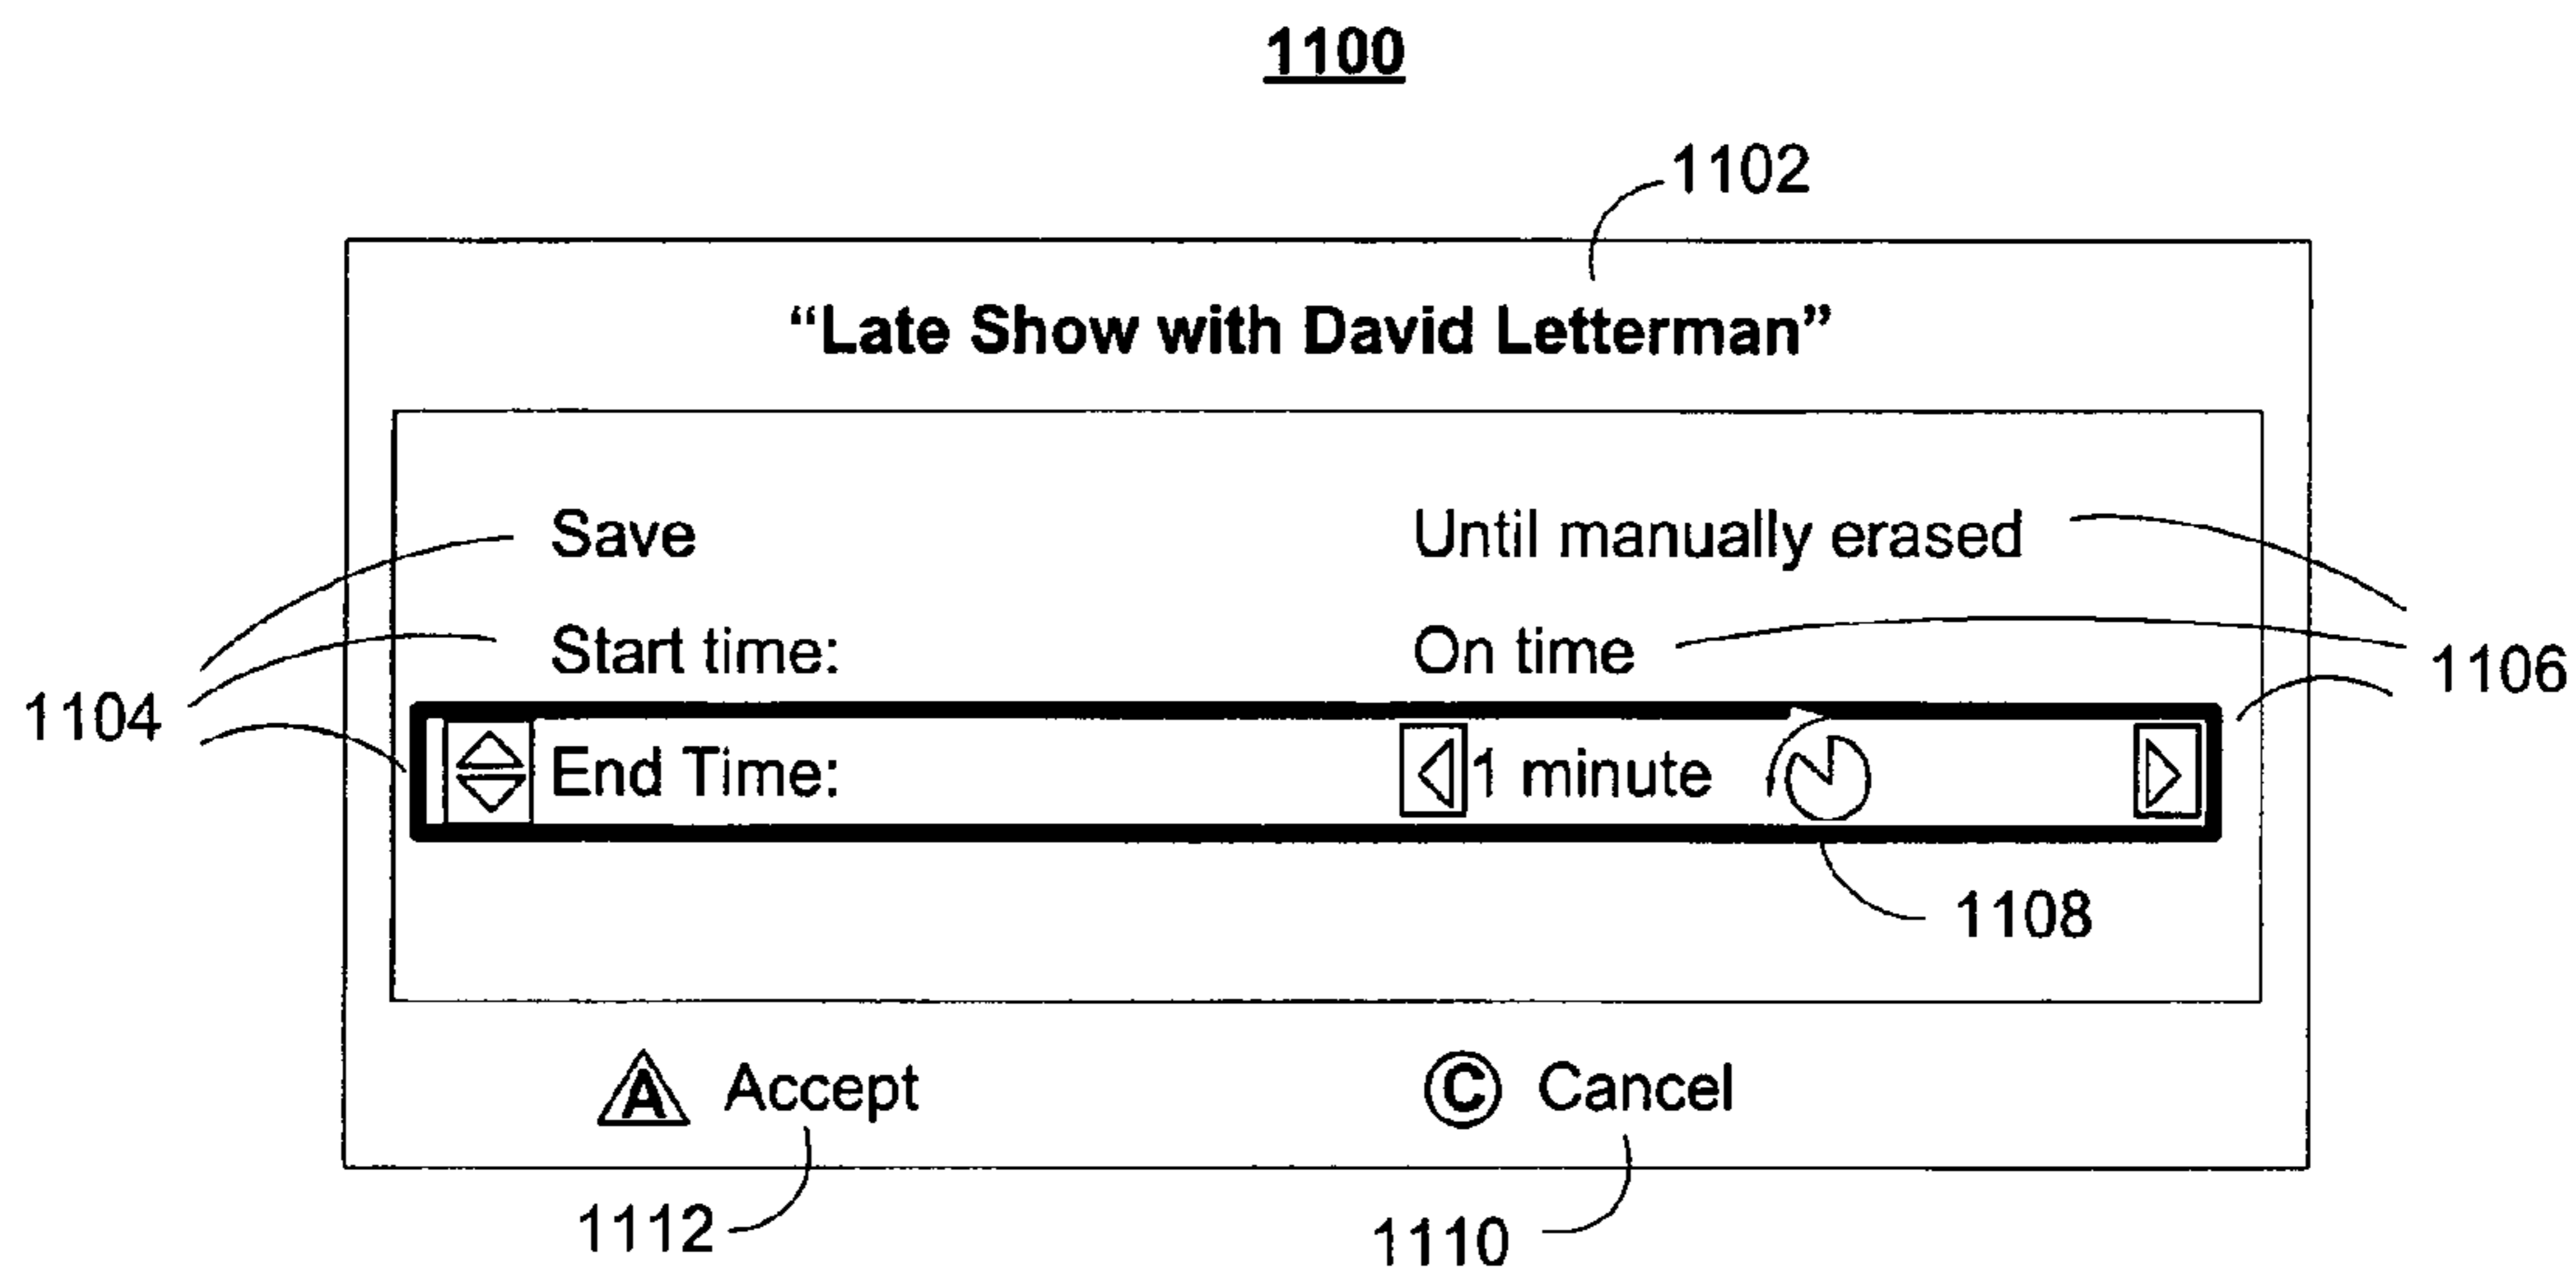 1100
1102
“Late Show with David Letterman”
Save Until manually erased
Start time: On time
1104 1106
End Time: 1 minute
1108
A Accept C Cancel
1112 1110